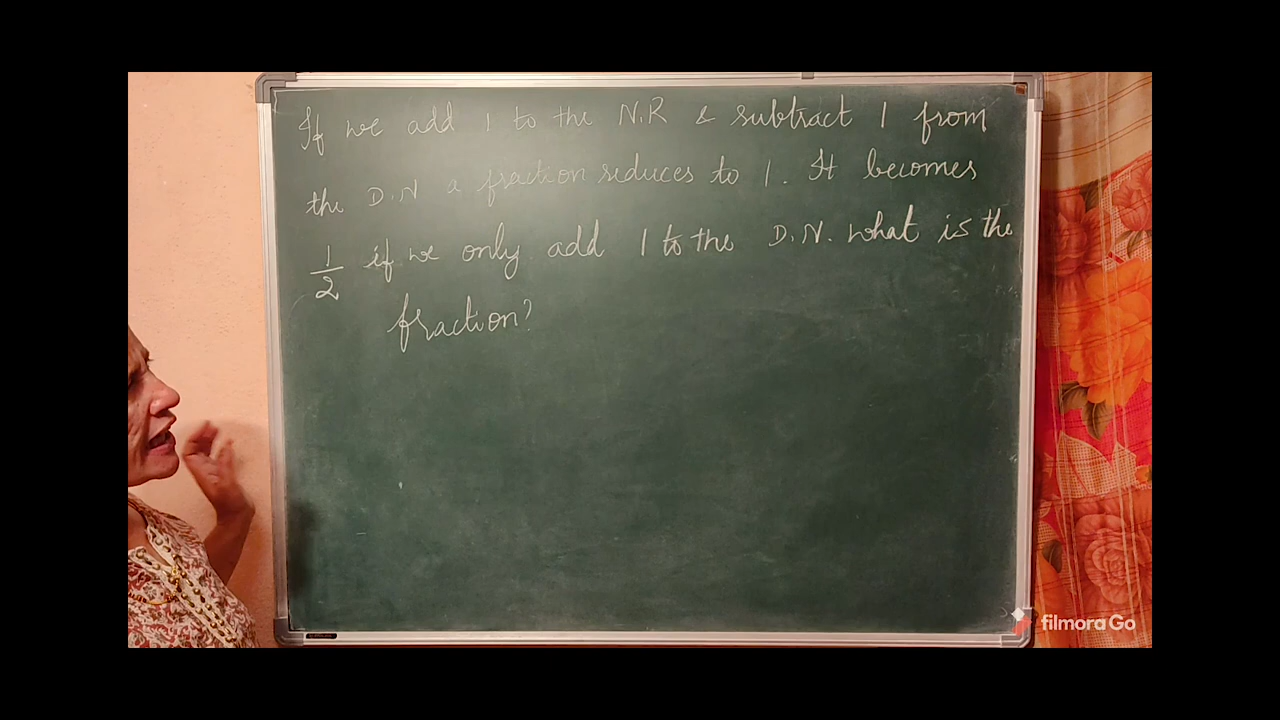 If we add 1 to the N.R & subtract 1 from
the D.N a fraction reduces to 1. It becomes
1/2 if we only add 1 to the D.N. what is the
fraction?
filmora Go